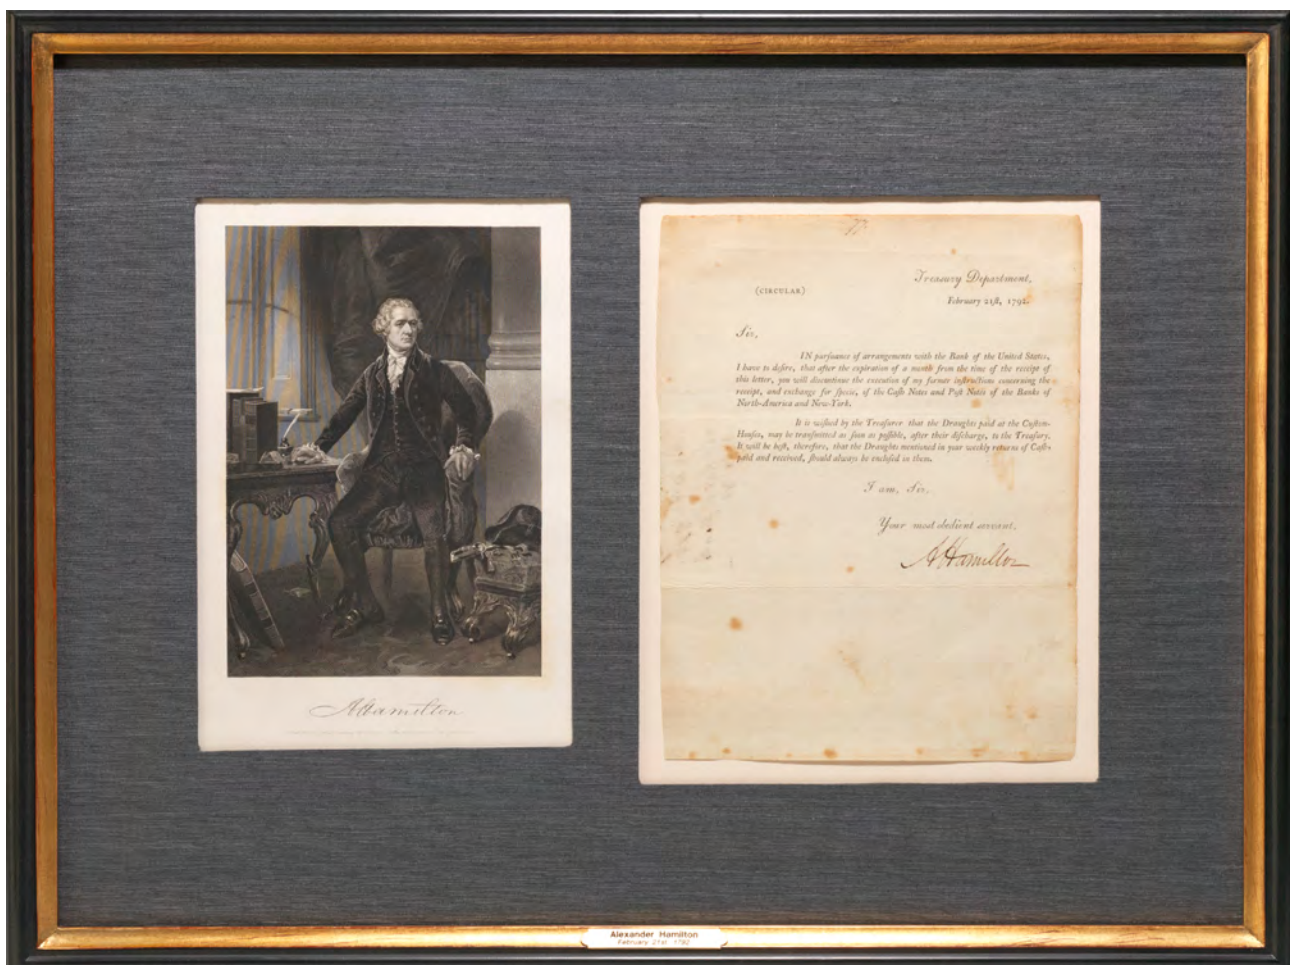 AHamilton
(CIRCULAR)
Treasury Department,
February 21ſt, 1792.
Sir,
IN purſuance of arrangements with the Bank of the United States,
I have to deſire, that after the expiration of a month from the time of the receipt of
this letter, you will diſcontinue the execution of my former inſtructions concerning the
receipt, and exchange for ſpecie, of the Caſh Notes and Poſt Notes of the Banks of
North-America and New-York.
It is wiſhed by the Treaſurer that the Draughts paid at the Cuſtom-
Houſes, may be tranſmitted as ſoon as poſſible, after their diſcharge, to the Treaſury.
It will be beſt, therefore, that the Draughts mentioned in your weekly returns of Caſh
paid and received, ſhould always be encloſed in them.
I am, Sir,
Your most obedient servant,
AHamilton
Alexander Hamilton
February 21st 1792